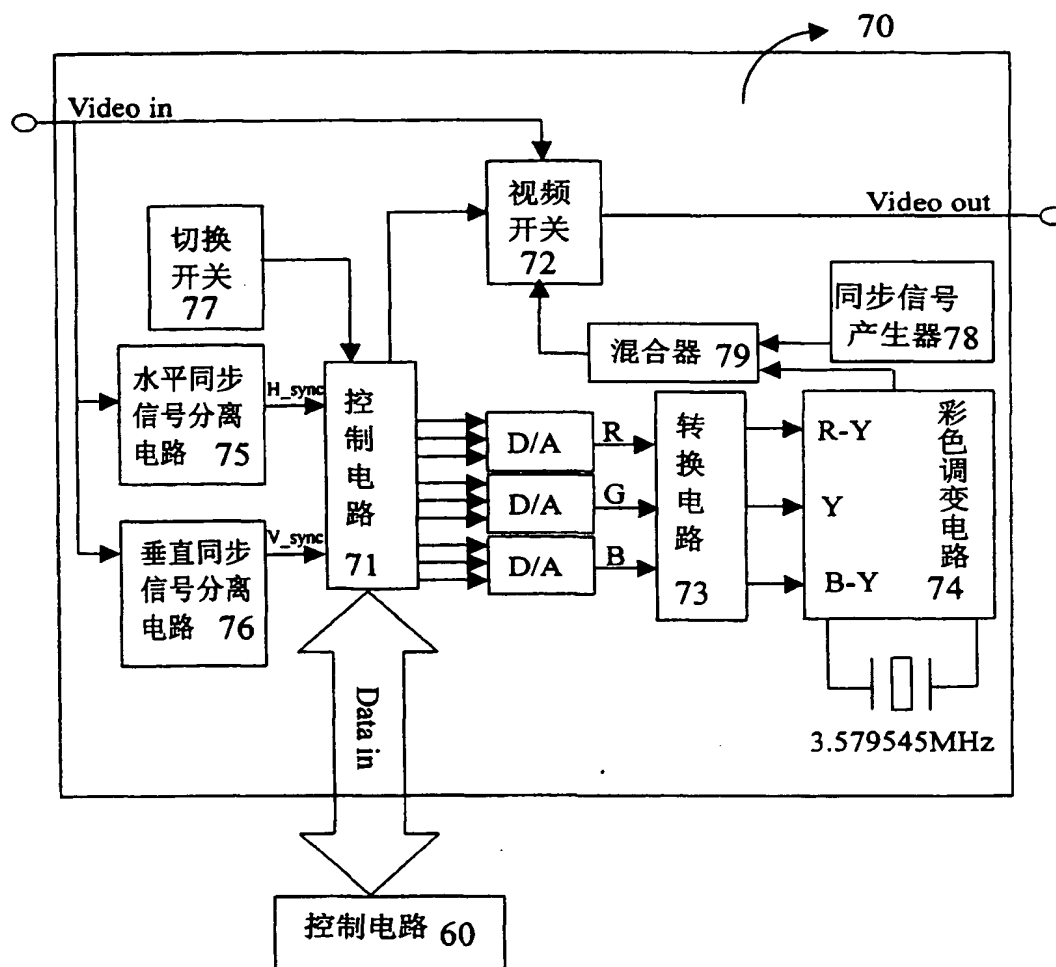 70
Video in
视频
开关
72
Video out
切换
开关
77
同步信号
产生器78
混合器 79
水平同步
信号分离
电路 75
H_sync
控制电路
71
D/A
R
转换电路
73
R-Y
彩色调变电路
74
D/A
G
Y
垂直同步
信号分离
电路 76
V_sync
D/A
B
B-Y
Data in
3.579545MHz
控制电路 60